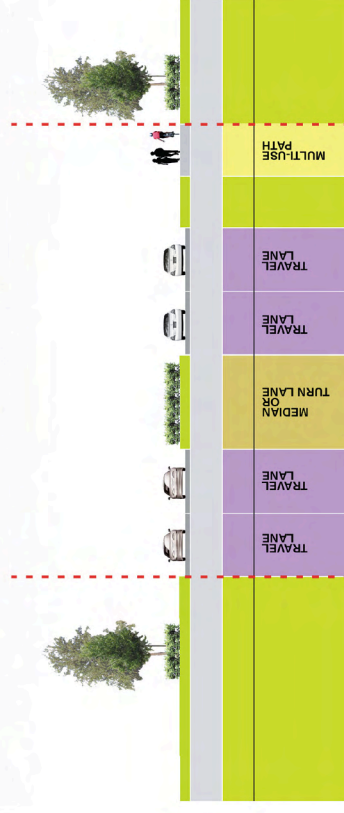 TRAVEL
LANE
TRAVEL
LANE
MEDIAN
OR
TURN LANE
TRAVEL
LANE
TRAVEL
LANE
MULTI-USE
PATH